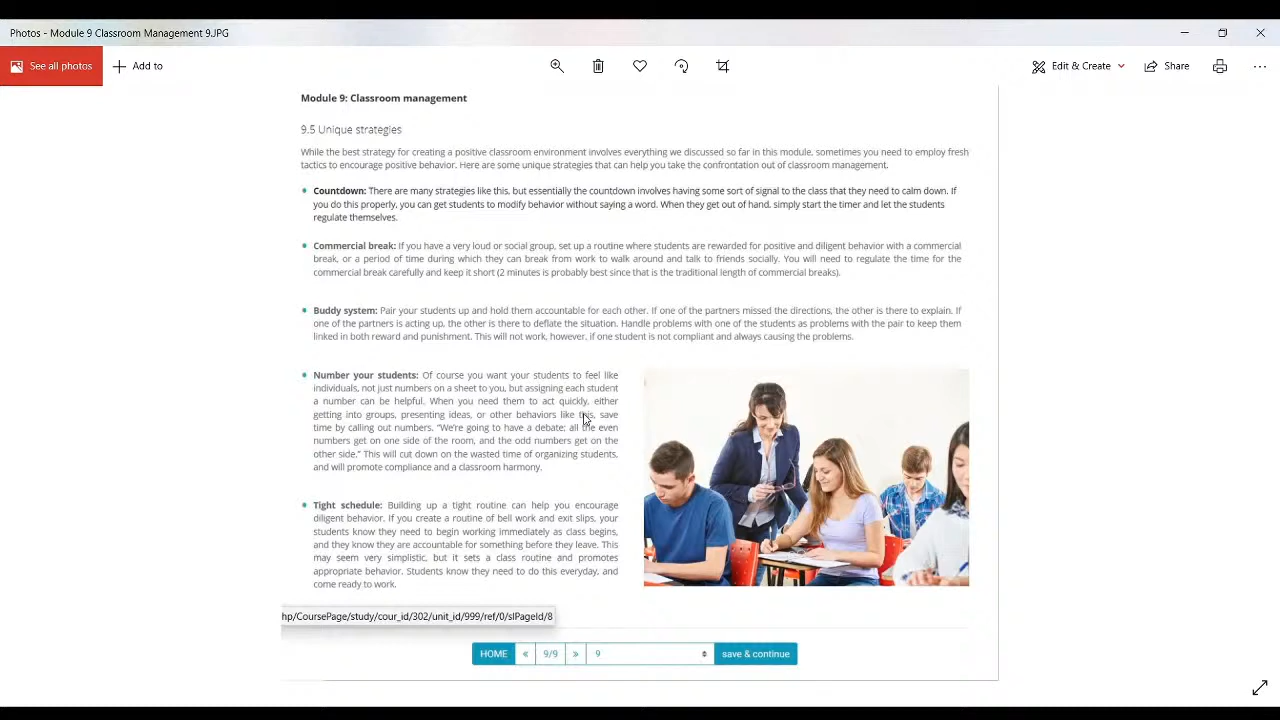 Photos - Module 9 Classroom Management 9.JPG
See all photos
Add to
Edit & Create
Share
Module 9: Classroom management
9.5 Unique strategies
While the best strategy for creating a positive classroom environment involves everything we discussed so far in this module, sometimes you need to employ fresh
tactics to encourage positive behavior. Here are some unique strategies that can help you take the confrontation out of classroom management.
Countdown: There are many strategies like this, but essentially the countdown involves having some sort of signal to the class that they need to calm down. If
you do this properly, you can get students to modify behavior without saying a word. When they get out of hand, simply start the timer and let the students
regulate themselves.
Commercial break: If you have a very loud or social group, set up a routine where students are rewarded for positive and diligent behavior with a commercial
break, or a period of time during which they can break from work to walk around and talk to friends socially. You will need to regulate the time for the
commercial break carefully and keep it short (2 minutes is probably best since that is the traditional length of commercial breaks).
Buddy system: Pair your students up and hold them accountable for each other. If one of the partners missed the directions, the other is there to explain. If
one of the partners is acting up, the other is there to deflate the situation. Handle problems with one of the students as problems with the pair to keep them
linked in both reward and punishment. This will not work, however, if one student is not compliant and always causing the problems.
Number your students: Of course you want your students to feel like
individuals, not just numbers on a sheet to you, but assigning each student
a number can be helpful. When you need them to act quickly, either
getting into groups, presenting ideas, or other behaviors like this, save
time by calling out numbers. “We’re going to have a debate; all the even
numbers get on one side of the room, and the odd numbers get on the
other side.” This will cut down on the wasted time of organizing students,
and will promote compliance and a classroom harmony.
Tight schedule: Building up a tight routine can help you encourage
diligent behavior. If you create a routine of bell work and exit slips, your
students know they need to begin working immediately as class begins,
and they know they are accountable for something before they leave. This
may seem very simplistic, but it sets a class routine and promotes
appropriate behavior. Students know they need to do this everyday, and
come ready to work.
hp/CoursePage/study/cour_id/302/unit_id/999/ref/0/slPageId/8
HOME « 9/9 » 9 save & continue